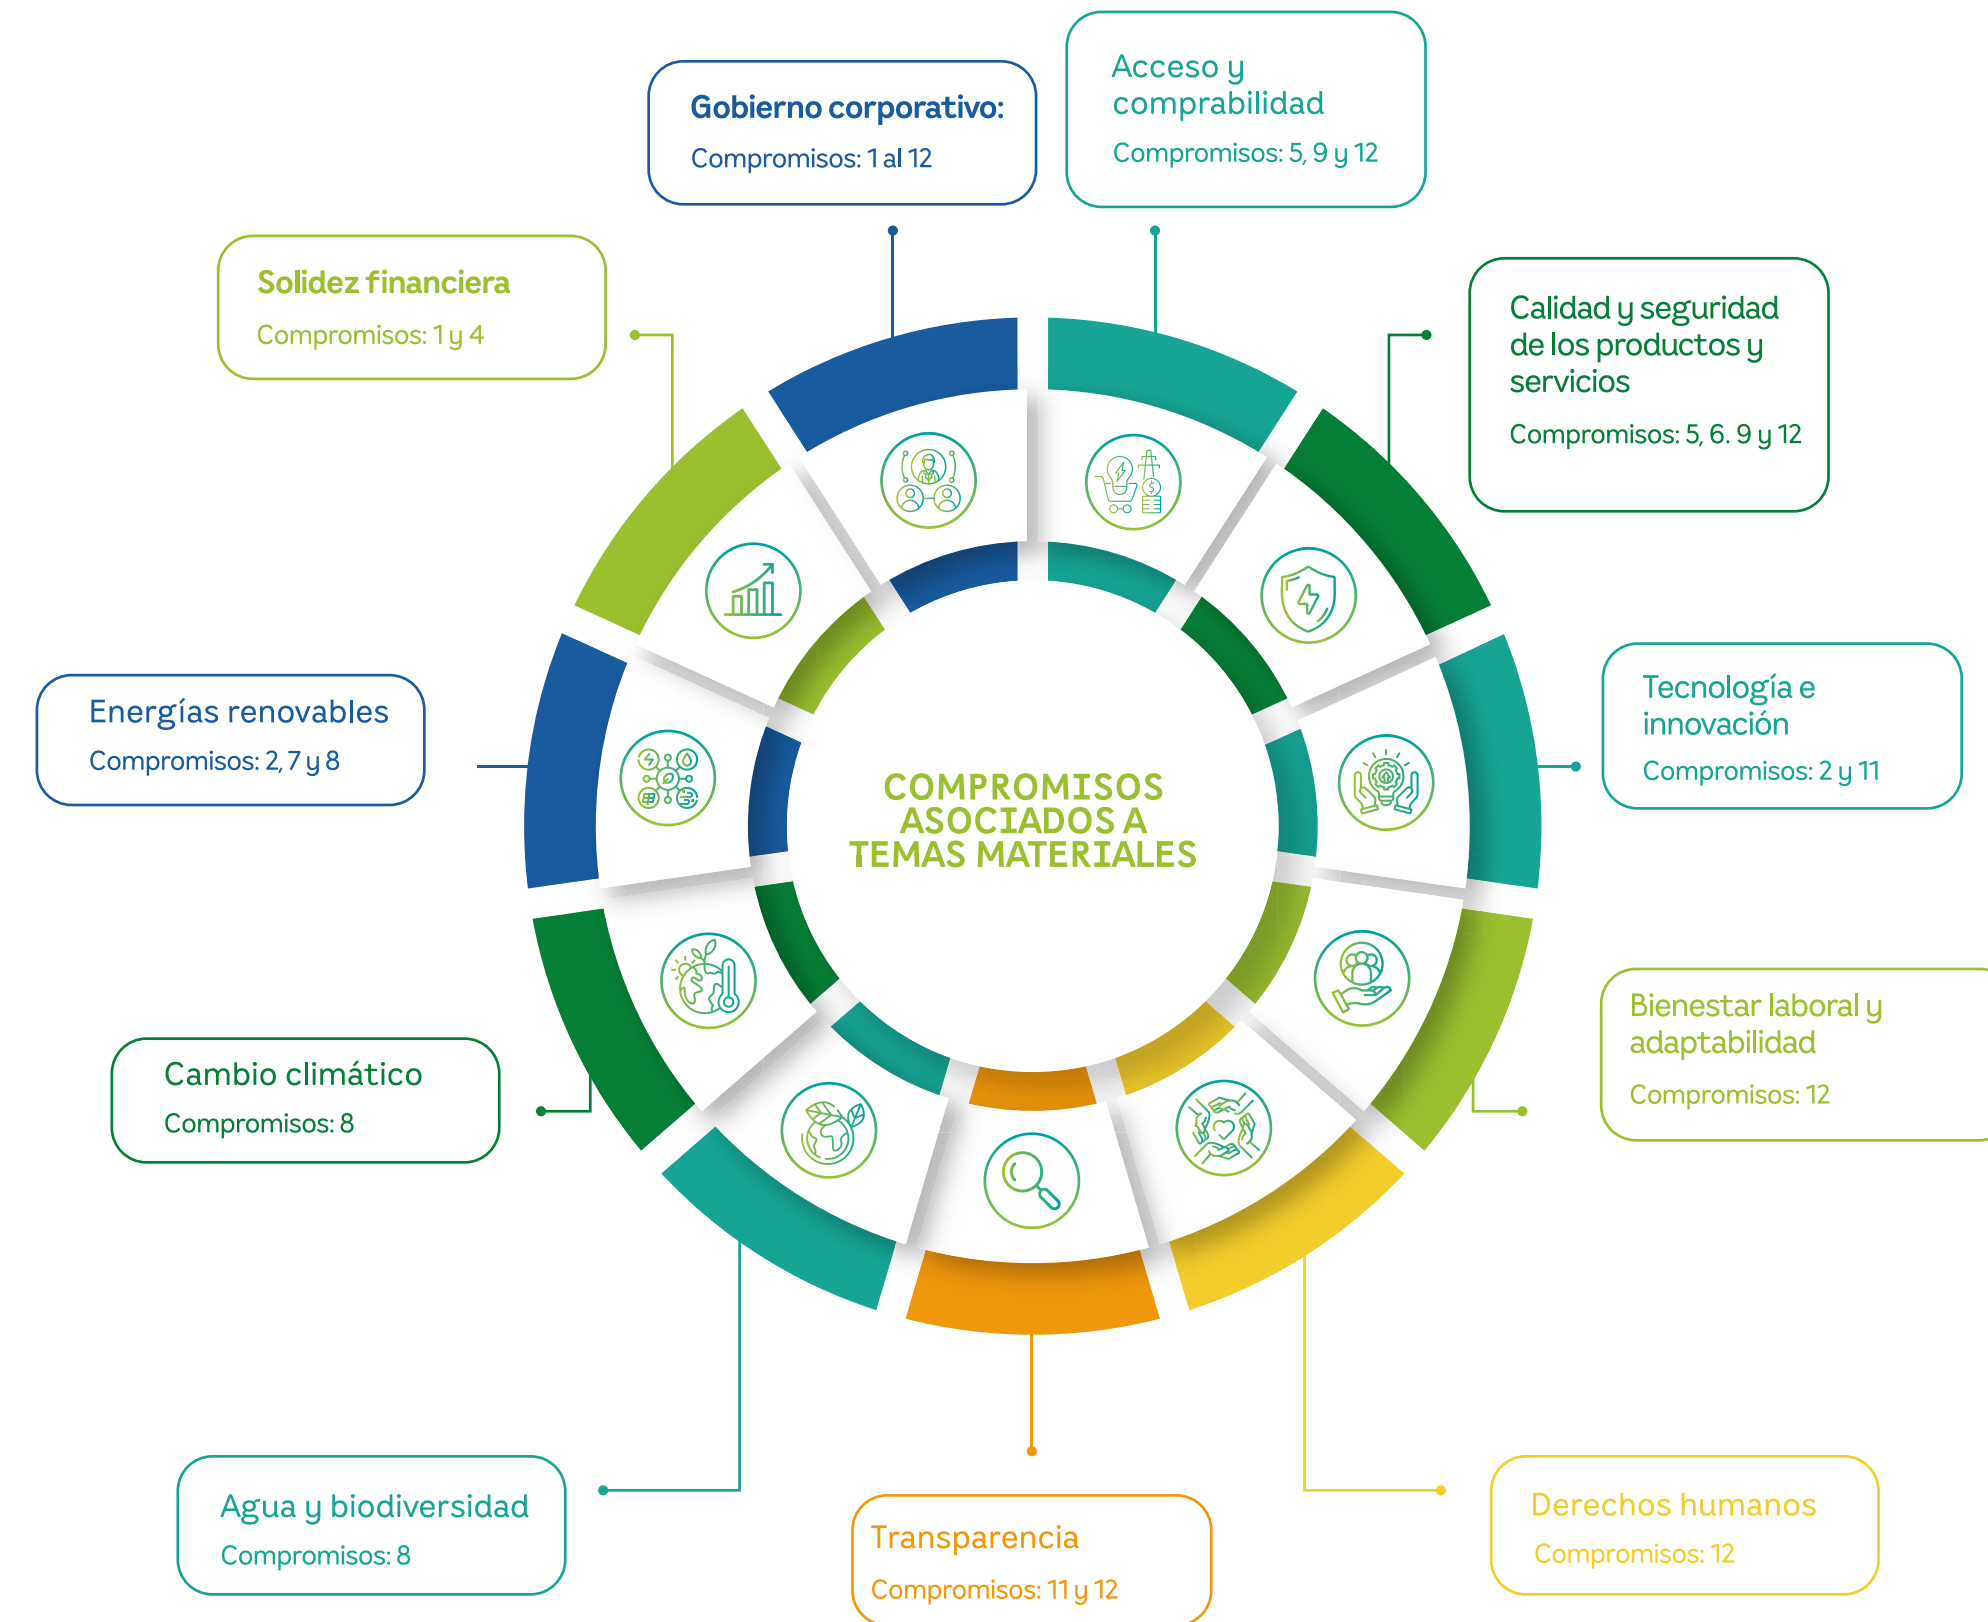 Gobierno corporativo:
Compromisos: 1 al 12
Acceso y
comprabilidad
Compromisos: 5, 9 y 12
Solidez financiera
Compromisos: 1 y 4
Calidad y seguridad
de los productos y
servicios
Compromisos: 5, 6. 9 y 12
Energías renovables
Compromisos: 2, 7 y 8
Tecnología e
innovación
Compromisos: 2 y 11
COMPROMISOS
ASOCIADOS A
TEMAS MATERIALES
Cambio climático
Compromisos: 8
Bienestar laboral y
adaptabilidad
Compromisos: 12
Agua y biodiversidad
Compromisos: 8
Transparencia
Compromisos: 11 y 12
Derechos humanos
Compromisos: 12